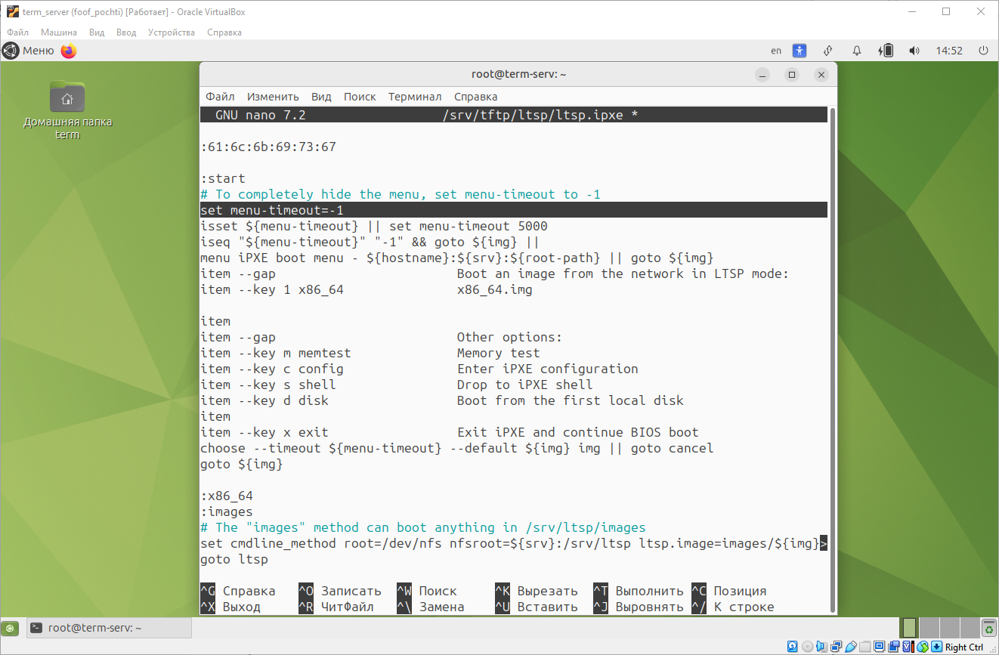 term_server (foof_pochti) [Работает] - Oracle VirtualBox
Файл Машина Вид Ввод Устройства Справка
Меню en 14:52
Домашняя папка
term
root@term-serv: ~
Файл Изменить Вид Поиск Терминал Справка
GNU nano 7.2 /srv/tftp/ltsp/ltsp.ipxe *
:61:6c:6b:69:73:67
:start
# To completely hide the menu, set menu-timeout to -1
set menu-timeout=-1
isset ${menu-timeout} || set menu-timeout 5000
iseq "${menu-timeout}" "-1" && goto ${img} ||
menu iPXE boot menu - ${hostname}:${srv}:${root-path} || goto ${img}
item --gap Boot an image from the network in LTSP mode:
item --key 1 x86_64 x86_64.img
item
item --gap Other options:
item --key m memtest Memory test
item --key c config Enter iPXE configuration
item --key s shell Drop to iPXE shell
item --key d disk Boot from the first local disk
item
item --key x exit Exit iPXE and continue BIOS boot
choose --timeout ${menu-timeout} --default ${img} img || goto cancel
goto ${img}
:x86_64
:images
# The "images" method can boot anything in /srv/ltsp/images
set cmdline_method root=/dev/nfs nfsroot=${srv}:/srv/ltsp ltsp.image=images/${img}>
goto ltsp
^G Справка ^O Записать ^W Поиск ^K Вырезать ^T Выполнить ^C Позиция
^X Выход ^R ЧитФайл ^\ Замена ^U Вставить ^J Выровнять ^/ К строке
root@term-serv: ~
Right Ctrl